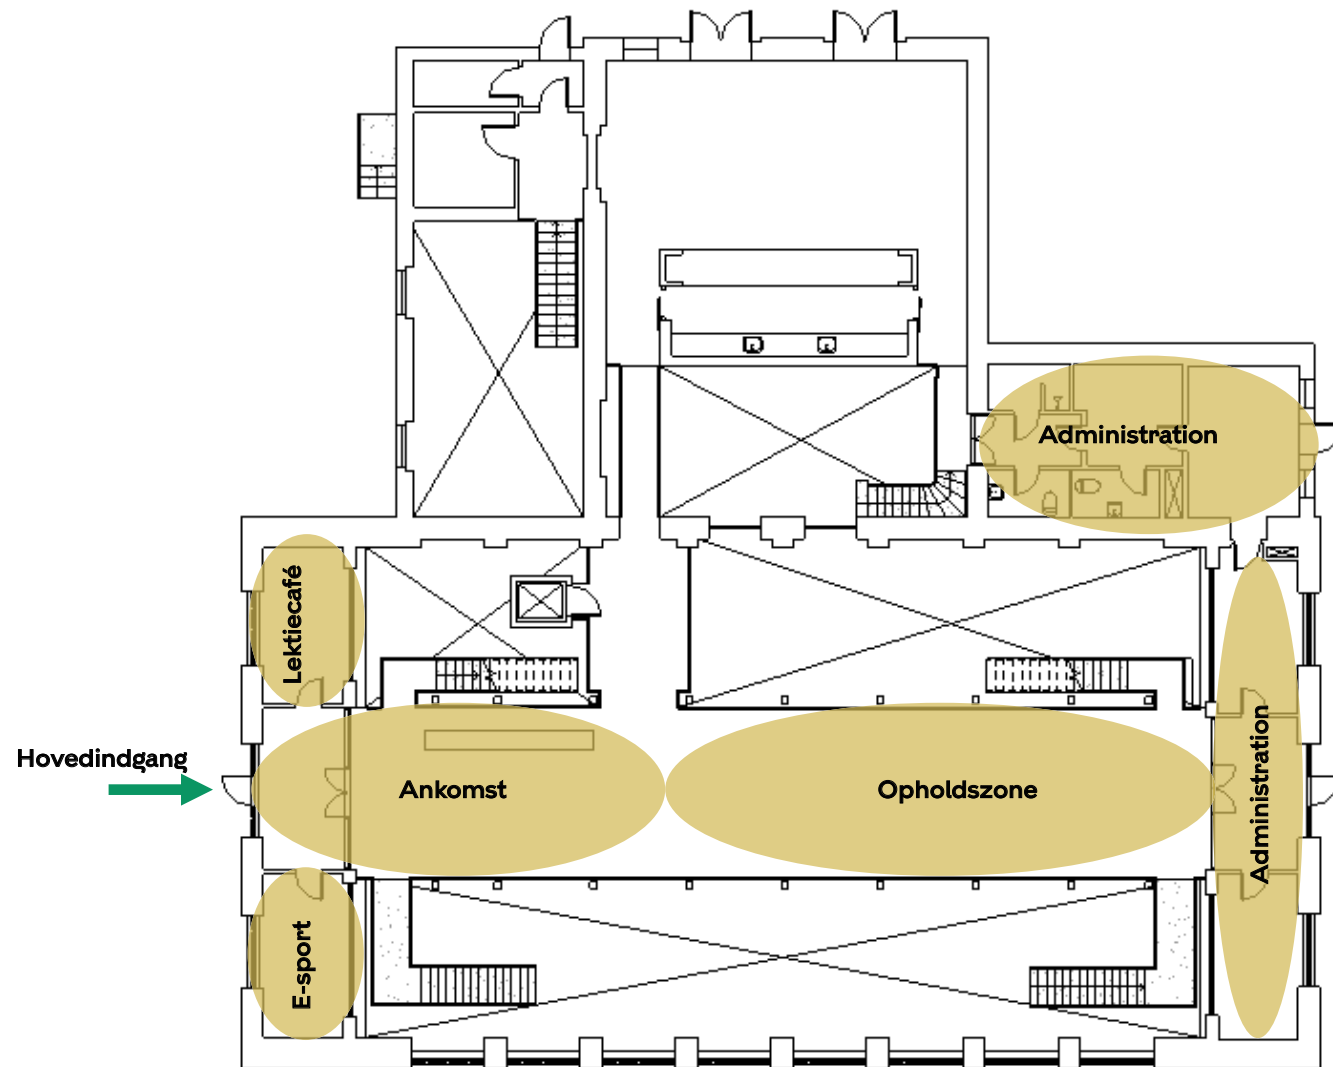 Administration
Lektiecafé
Hovedindgang
Ankomst
Opholdszone
Administration
E-sport